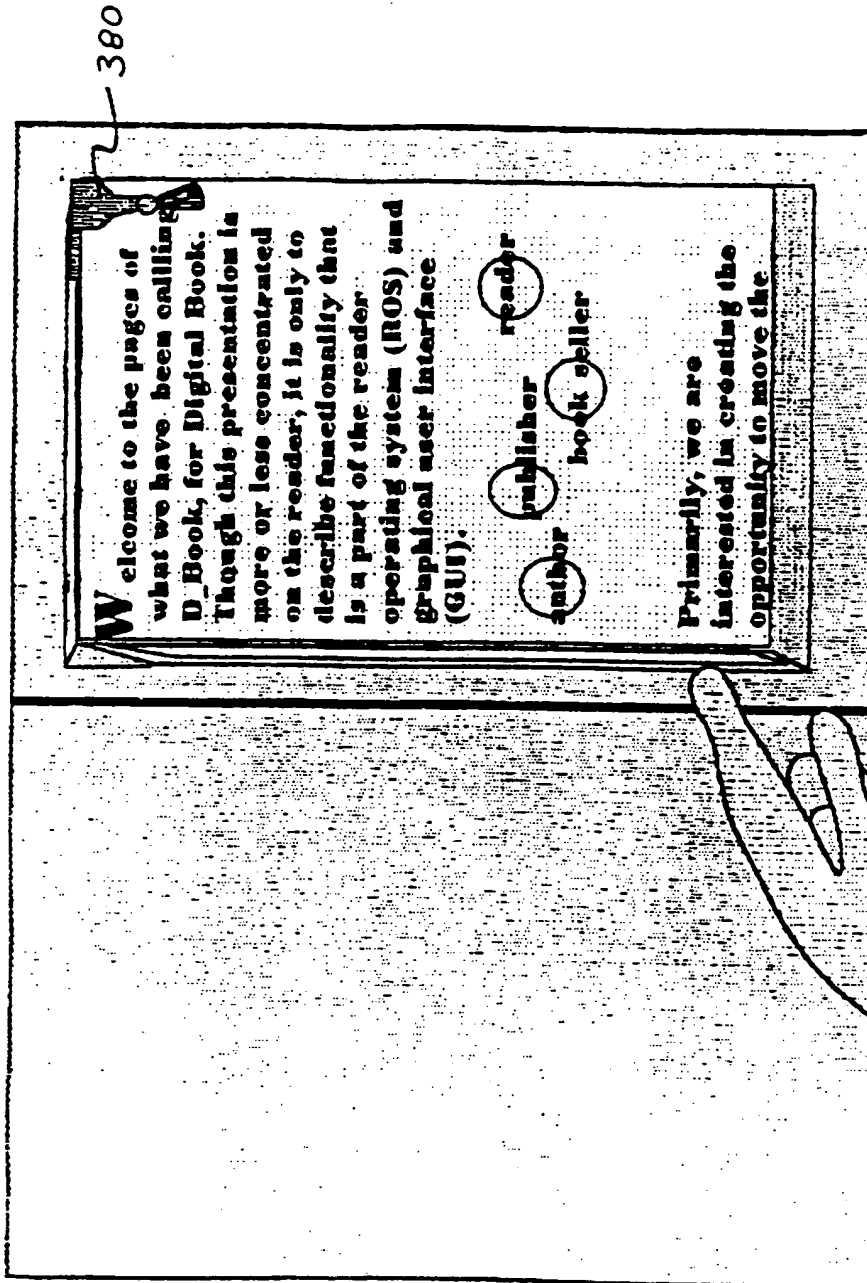 380
Welcome to the pages of
what we have been callling
D_Book, for Digital Book.
Though this presentation is
more or less concentrated
on the reader, it is only to
describe functionality that
is a part of the reader
operating system (ROS) and
graphical user interface
(GUI).
author publisher book seller reader
Primarily, we are
interested in creating the
opportunity to move the